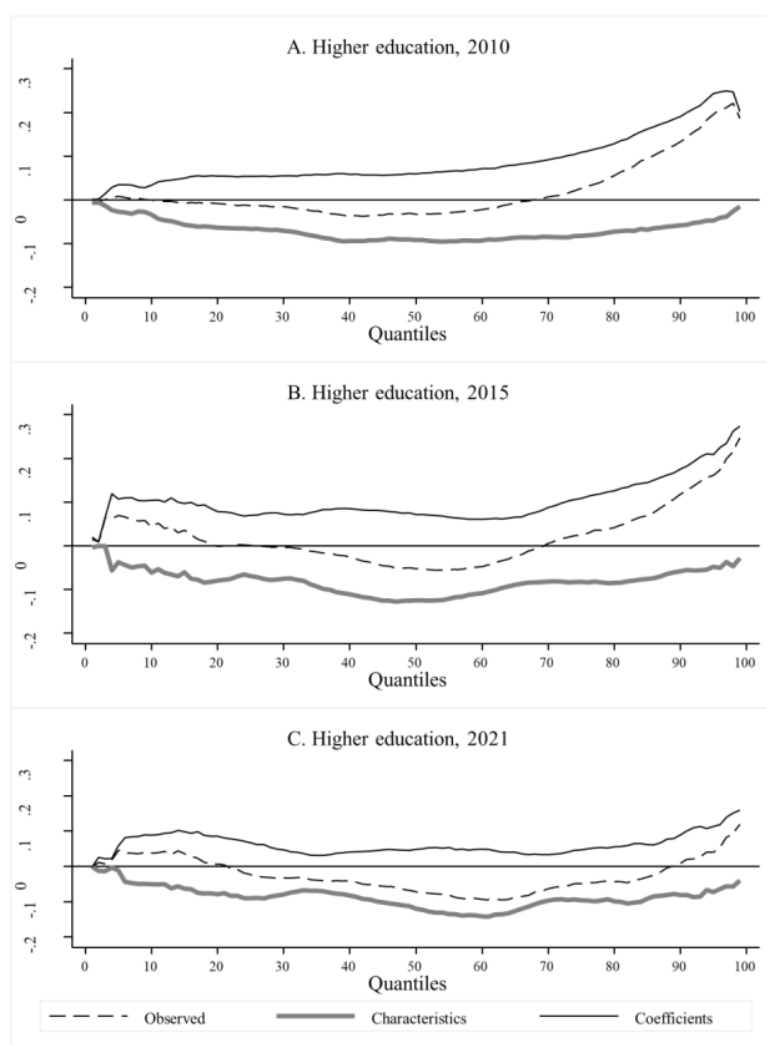 A. Higher education, 2010
.3
.2
.1
0
-.1
-.2
0 10 20 30 40 50 60 70 80 90 100
Quantiles
B. Higher education, 2015
.3
.2
.1
0
-.1
-.2
0 10 20 30 40 50 60 70 80 90 100
Quantiles
C. Higher education, 2021
.3
.2
.1
0
-.1
-.2
0 10 20 30 40 50 60 70 80 90 100
Quantiles
Observed Characteristics Coefficients